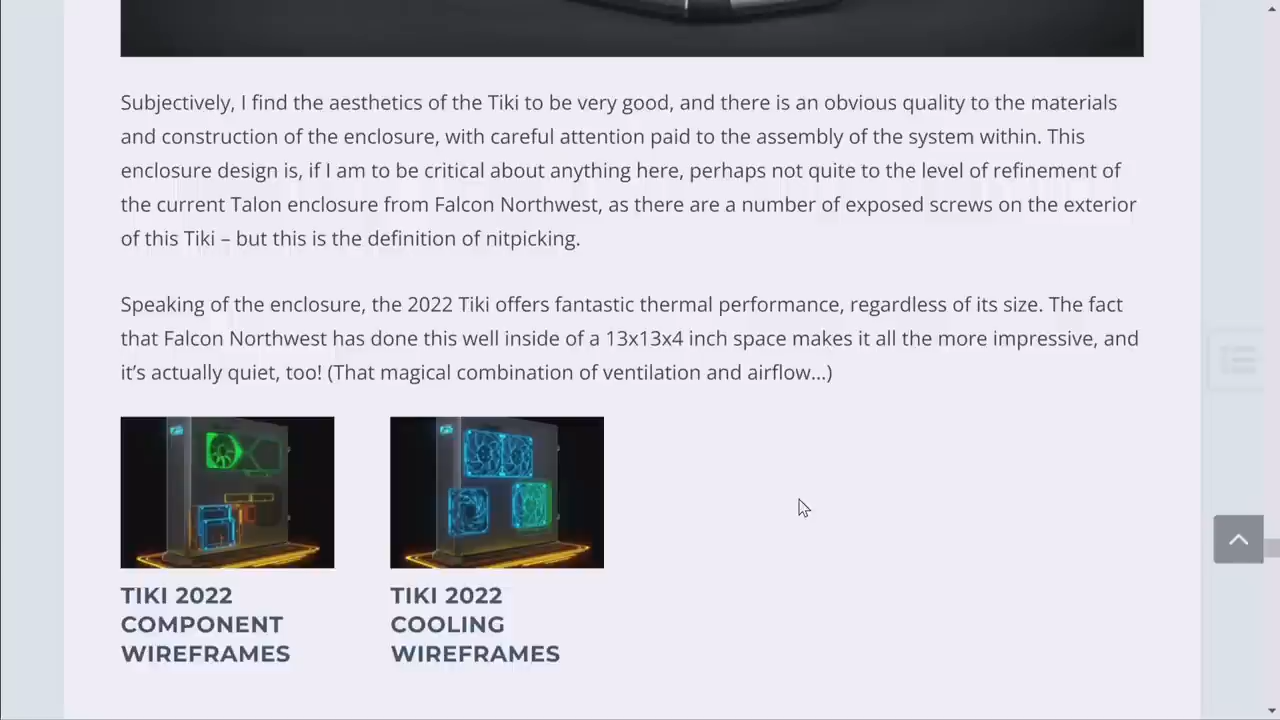 Subjectively, I find the aesthetics of the Tiki to be very good, and there is an obvious quality to the materials
and construction of the enclosure, with careful attention paid to the assembly of the system within. This
enclosure design is, if I am to be critical about anything here, perhaps not quite to the level of refinement of
the current Talon enclosure from Falcon Northwest, as there are a number of exposed screws on the exterior
of this Tiki – but this is the definition of nitpicking.
Speaking of the enclosure, the 2022 Tiki offers fantastic thermal performance, regardless of its size. The fact
that Falcon Northwest has done this well inside of a 13x13x4 inch space makes it all the more impressive, and
it’s actually quiet, too! (That magical combination of ventilation and airflow…)
TIKI 2022
COMPONENT
WIREFRAMES
TIKI 2022
COOLING
WIREFRAMES